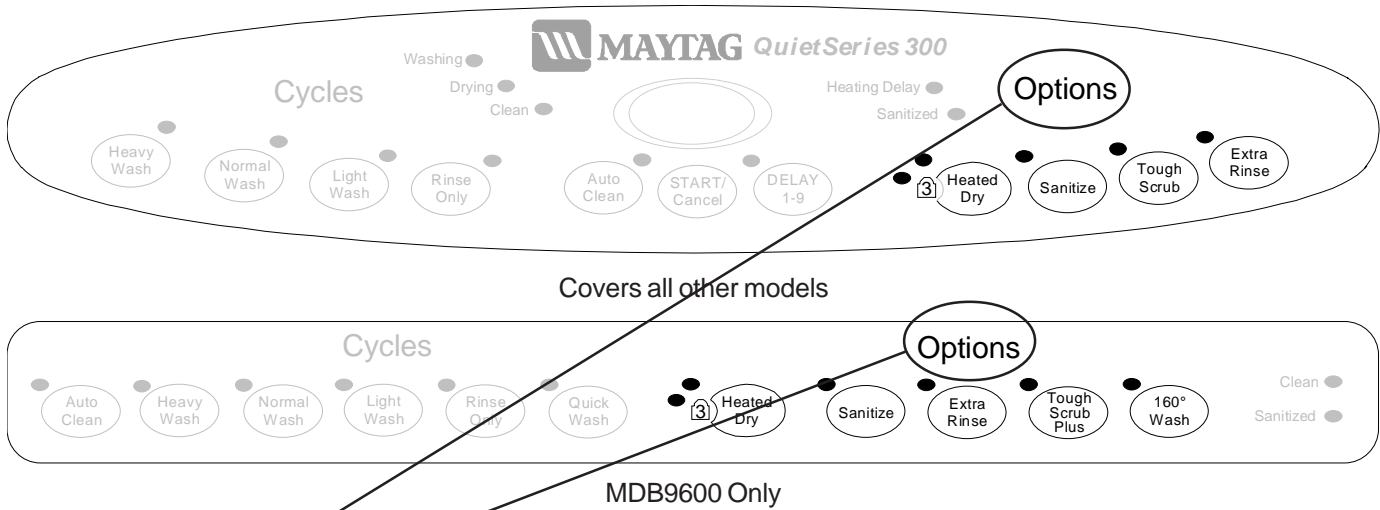 MAYTAG QuietSeries 300
Washing
Drying
Clean
Cycles
Heating Delay
Sanitized
Options
Heavy
Wash
Normal
Wash
Light
Wash
Rinse
Only
Auto
Clean
START/
Cancel
DELAY
1-9
3
Heated
Dry
Sanitize
Tough
Scrub
Extra
Rinse
Covers all other models
Cycles
Options
Auto
Clean
Heavy
Wash
Normal
Wash
Light
Wash
Rinse
Only
Quick
Wash
3
Heated
Dry
Sanitize
Extra
Rinse
Tough
Scrub
Plus
160°
Wash
Clean
Sanitized
MDB9600 Only